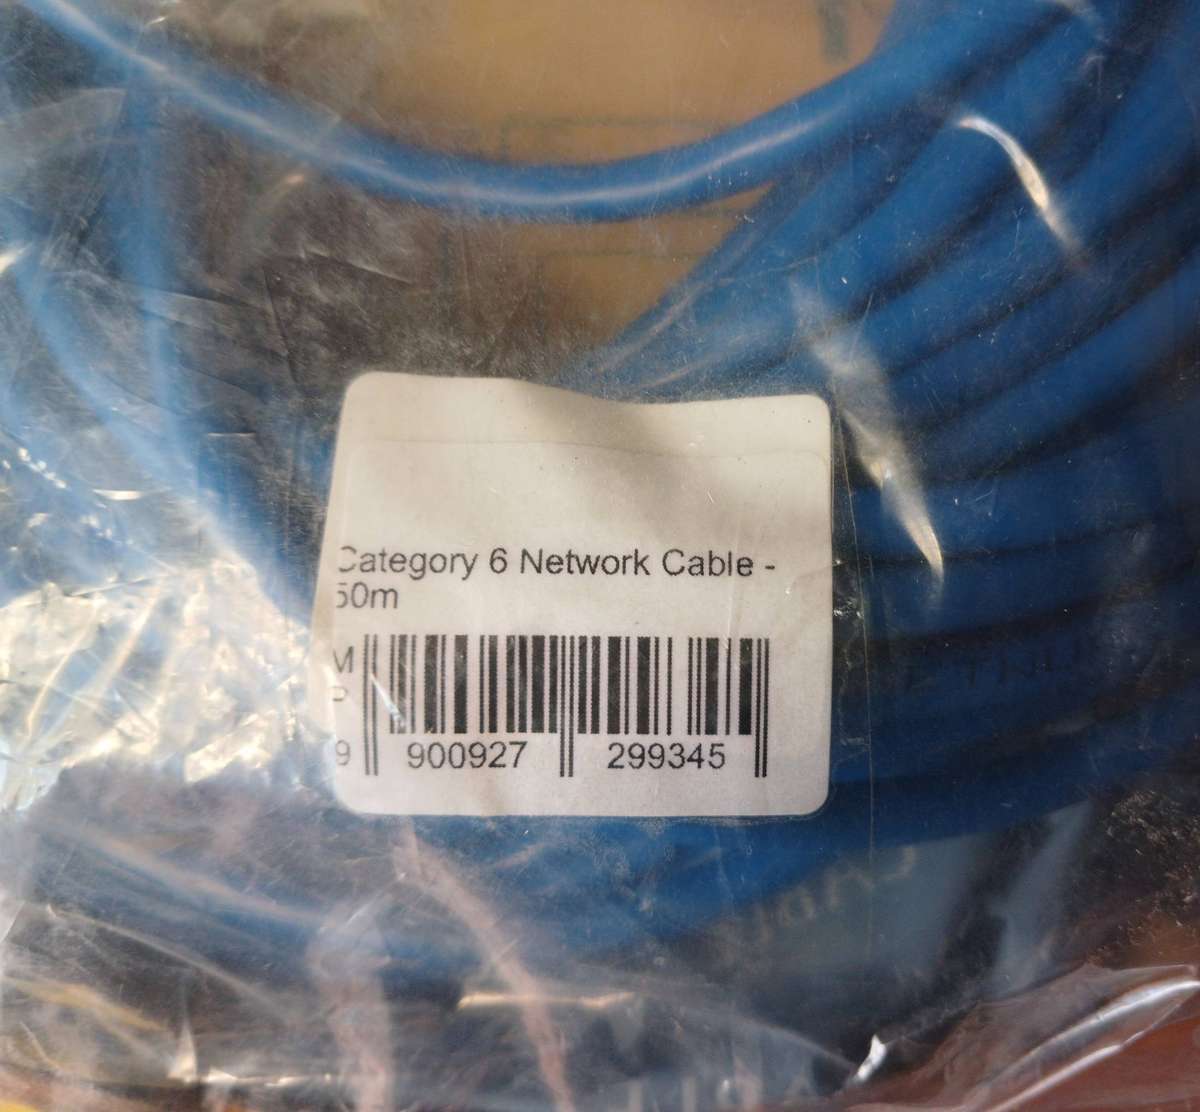 Category 6 Network Cable -
50m
M
P
9 900927 299345